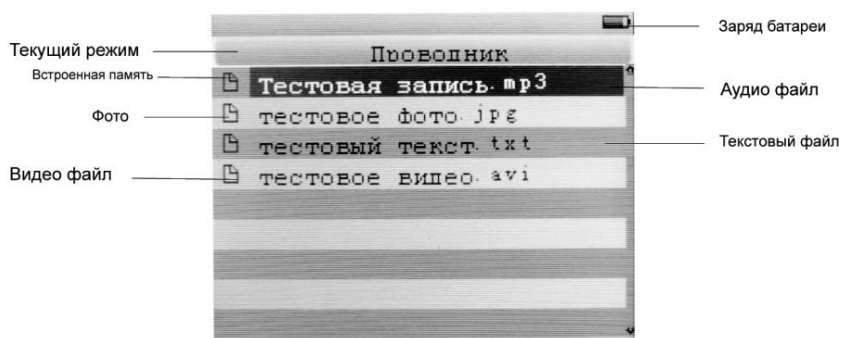 Заряд батареи
Текущий режим
Проводник
Встроенная память
Тестовая запись.mp3
Аудио файл
Фото
тестовое фото.jpg
тестовый текст.txt
Текстовый файл
Видео файл
тестовое видео.avi